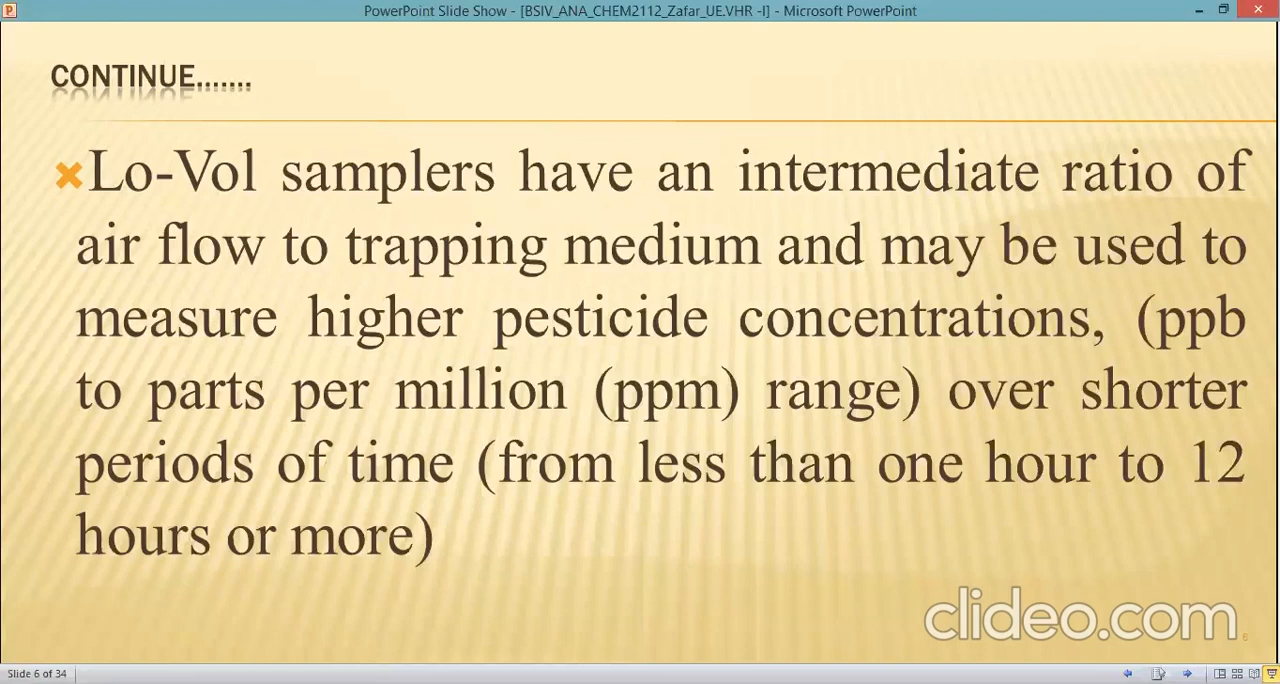 PowerPoint Slide Show - [BSIV_ANA_CHEM2112_Zafar_UE.VHR -I] - Microsoft PowerPoint
CONTINUE.......
Lo-Vol samplers have an intermediate ratio of
air flow to trapping medium and may be used to
measure higher pesticide concentrations, (ppb
to parts per million (ppm) range) over shorter
periods of time (from less than one hour to 12
hours or more)
clideo.com
6
Slide 6 of 34